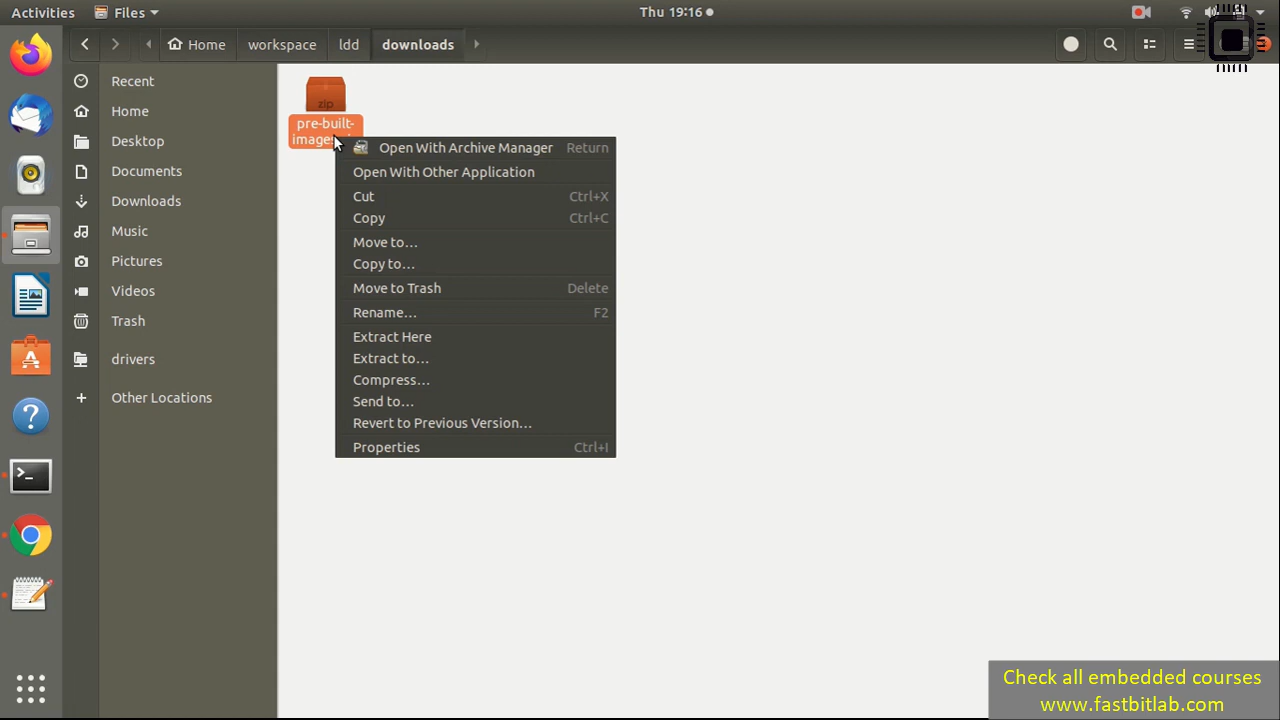 Activities Files Thu 19:16
Home workspace ldd downloads
Recent
Home
Desktop
Documents
Downloads
Music
Pictures
Videos
Trash
drivers
Other Locations
zip
pre-built-
images
Open With Archive Manager Return
Open With Other Application
Cut Ctrl+X
Copy Ctrl+C
Move to...
Copy to...
Move to Trash Delete
Rename... F2
Extract Here
Extract to...
Compress...
Send to...
Revert to Previous Version...
Properties Ctrl+I
Check all embedded courses
www.fastbitlab.com